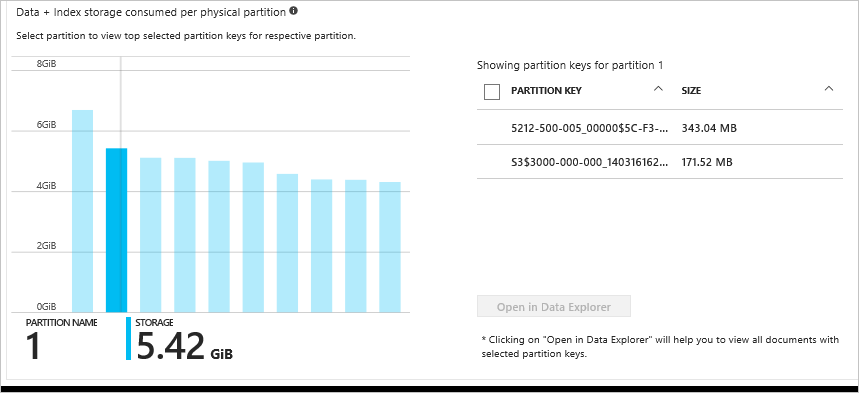 Data + Index storage consumed per physical partition
Select partition to view top selected partition keys for respective partition.
8GiB
6GiB
4GiB
2GiB
0GiB
PARTITION NAME
1
STORAGE
5.42 GiB
Showing partition keys for partition 1
PARTITION KEY SIZE
5212-500-005_00000$5C-F3-... 343.04 MB
S3$3000-000-000_140316162... 171.52 MB
Open in Data Explorer
* Clicking on "Open in Data Explorer" will help you to view all documents with
selected partition keys.